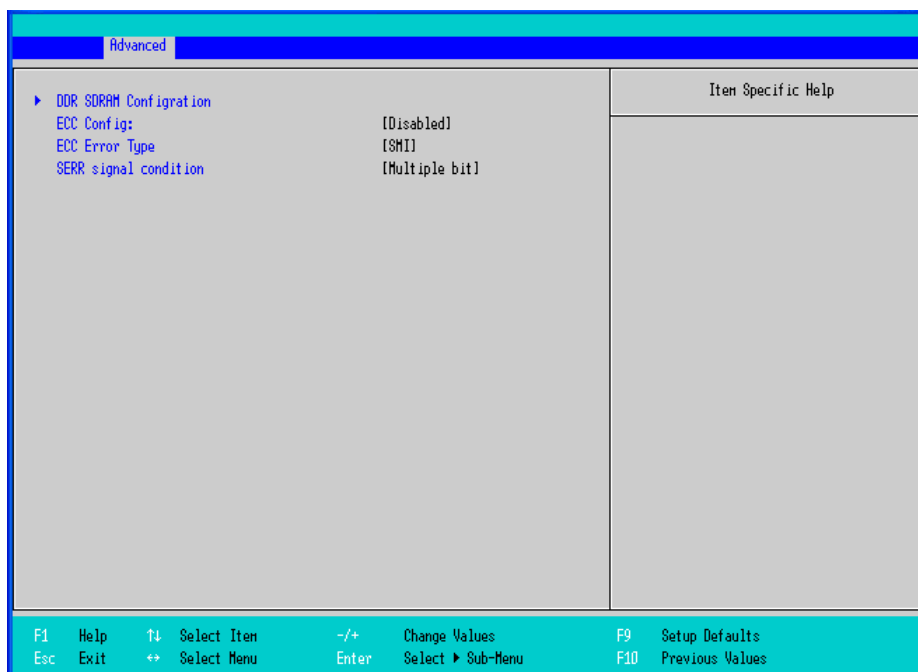 Advanced
Item Specific Help
▶ DDR SDRAM Configration
ECC Config: [Disabled]
ECC Error Type [SMI]
SERR signal condition [Multiple bit]
F1 Help ↑↓ Select Item -/+ Change Values F9 Setup Defaults
Esc Exit ↔ Select Menu Enter Select ▶ Sub-Menu F10 Previous Values